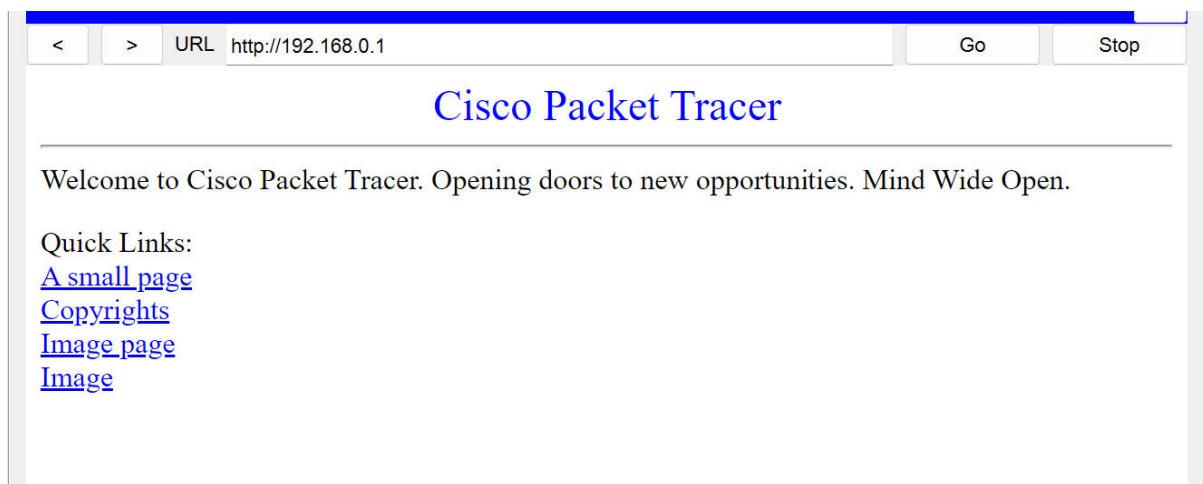 < > URL http://192.168.0.1 Go Stop
Cisco Packet Tracer
Welcome to Cisco Packet Tracer. Opening doors to new opportunities. Mind Wide Open.
Quick Links:
A small page
Copyrights
Image page
Image